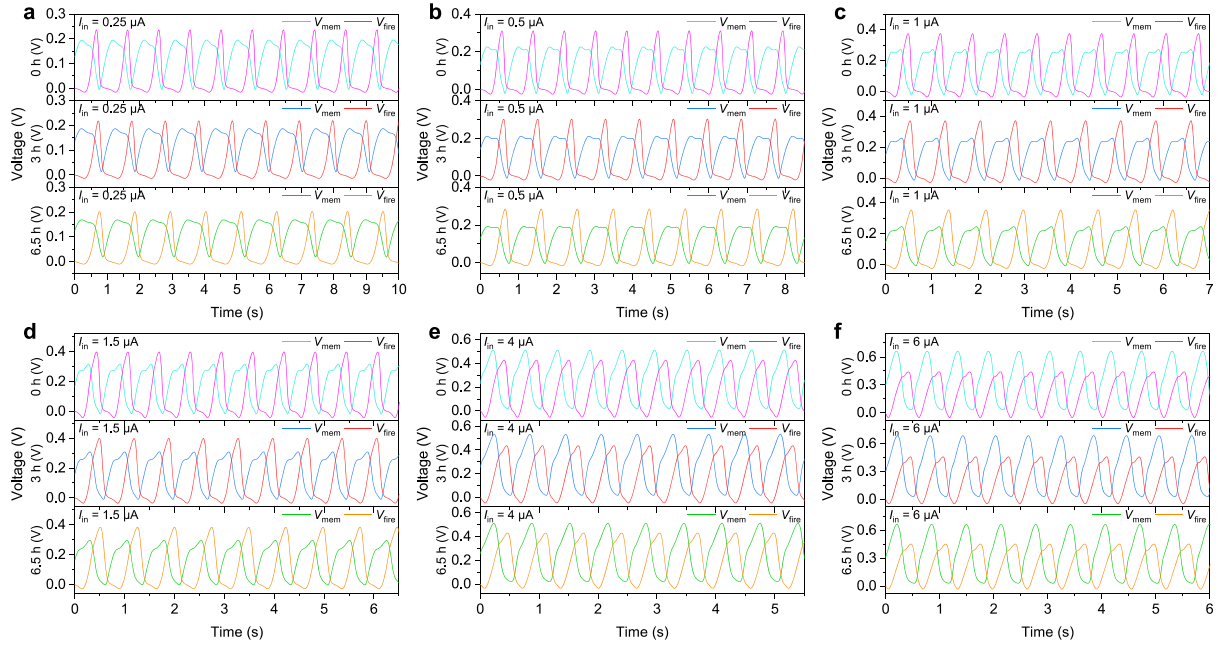 a
I_in = 0.25 µA V_mem V_fire
0.3
0.2
0.1
0.0
0 h (V)
I_in = 0.25 µA V V
0.3
0.2
0.1
0.0
3 h (V)
I_in = 0.25 µA V_mem V_fire
0.3
0.2
0.1
0.0
6.5 h (V)
Voltage (V)
0 1 2 3 4 5 6 7 8 9 10
Time (s)
b
I_in = 0.5 µA V_mem V_fire
0.4
0.2
0.0
0 h (V)
I_in = 0.5 µA V_mem V_fire
0.4
0.2
0.0
3 h (V)
I_in = 0.5 µA V_mem V_fire
0.4
0.2
0.0
6.5 h (V)
Voltage (V)
0 1 2 3 4 5 6 7 8
Time (s)
c
I_in = 1 µA V_mem V_fire
0.4
0.2
0.0
0 h (V)
I_in = 1 µA V_mem V_fire
0.4
0.2
0.0
3 h (V)
I_in = 1 µA V_mem V_fire
0.4
0.2
0.0
6.5 h (V)
Voltage (V)
0 1 2 3 4 5 6 7
Time (s)
d
I_in = 1.5 µA V_mem V_fire
0.4
0.2
0.0
0 h (V)
I_in = 1.5 µA V_mem V_fire
0.4
0.2
0.0
3 h (V)
I_in = 1.5 µA V_mem V_fire
0.4
0.2
0.0
6.5 h (V)
Voltage (V)
0 1 2 3 4 5 6
Time (s)
e
I_in = 4 µA V_mem V_fire
0.6
0.4
0.2
0.0
0 h (V)
I_in = 4 µA V_mem V_fire
0.6
0.4
0.2
0.0
3 h (V)
I_in = 4 µA V_mem V_fire
0.6
0.4
0.2
0.0
6.5 h (V)
Voltage (V)
0 1 2 3 4 5
Time (s)
f
I_in = 6 µA V_mem V_fire
0.6
0.3
0.0
0 h (V)
I_in = 6 µA V_mem V_fire
0.6
0.3
0.0
3 h (V)
I_in = 6 µA V_mem V_fire
0.6
0.3
0.0
6.5 h (V)
Voltage (V)
0 1 2 3 4 5 6
Time (s)